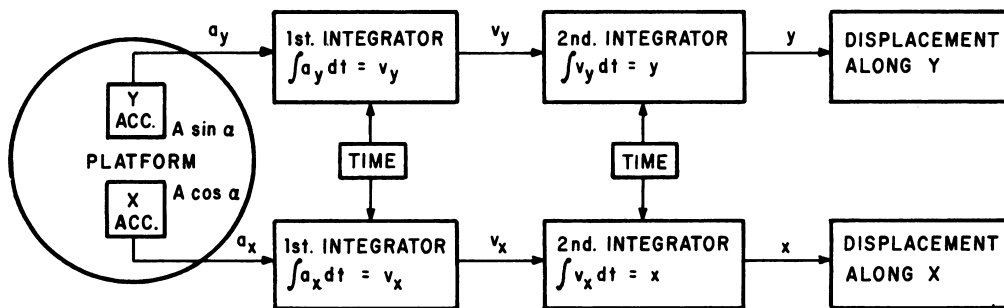 a_y
1st. INTEGRATOR
∫a_y dt = v_y
v_y
2nd. INTEGRATOR
∫v_y dt = y
y
DISPLACEMENT
ALONG Y
Y
ACC.
A sin α
PLATFORM
TIME
TIME
X
ACC.
A cos α
a_x
1st. INTEGRATOR
∫a_x dt = v_x
v_x
2nd. INTEGRATOR
∫v_x dt = x
x
DISPLACEMENT
ALONG X